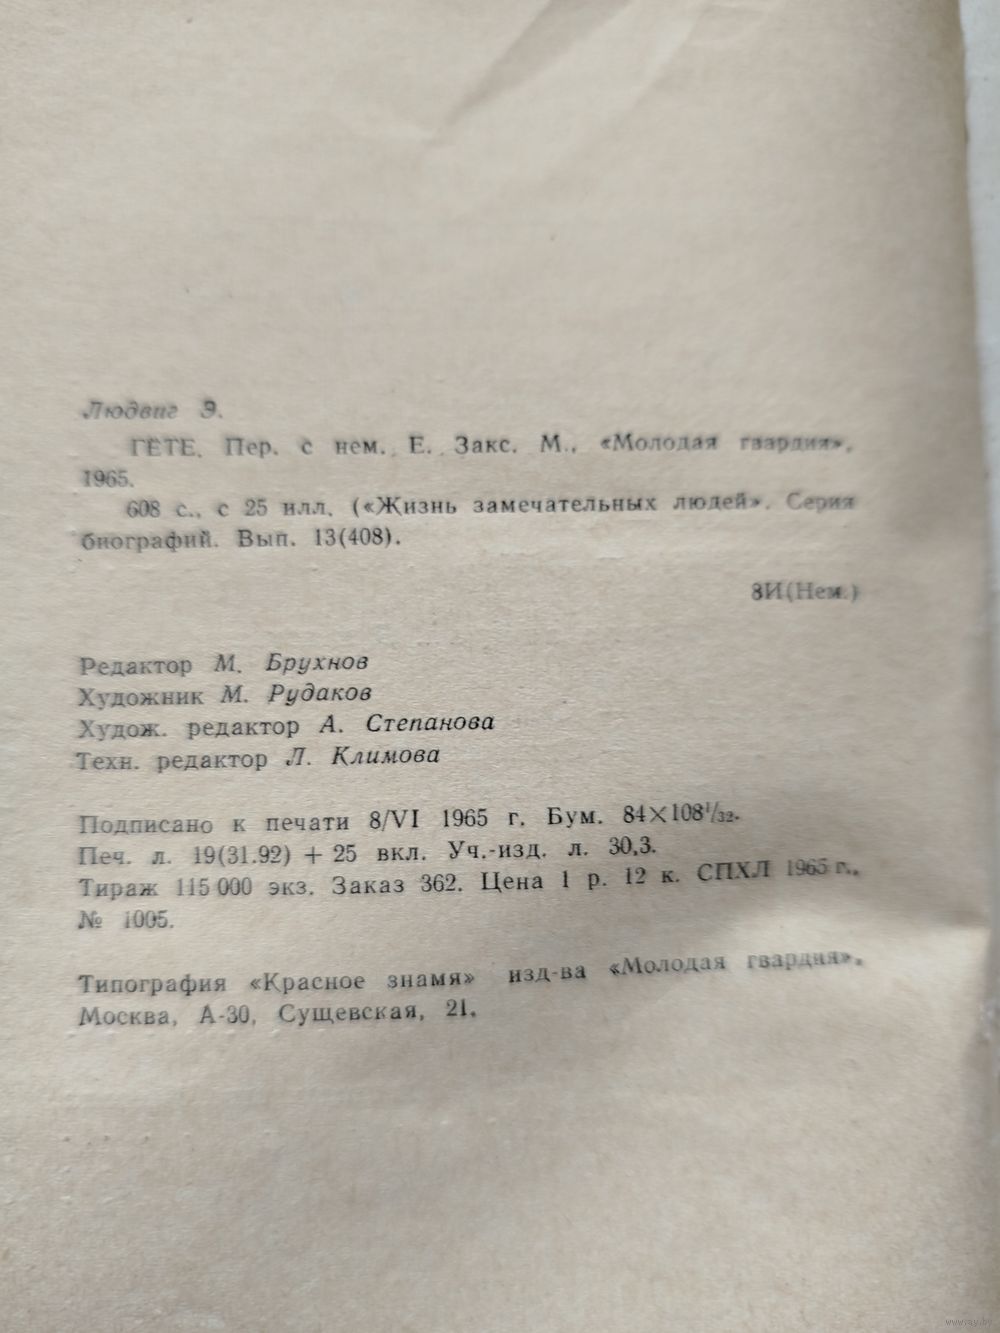 Людвиг Э.
ГЕТЕ. Пер. с нем. Е. Закс. М., «Молодая гвардия»,
1965.
608 с., с 25 илл. («Жизнь замечательных людей». Серия
биографий. Вып. 13(408).
8И(Нем.)
Редактор М. Брухнов
Художник М. Рудаков
Худож. редактор А. Степанова
Техн. редактор Л. Климова
Подписано к печати 8/VI 1965 г. Бум. 84×108¹/₃₂.
Печ. л. 19(31.92) + 25 вкл. Уч.-изд. л. 30,3.
Тираж 115 000 экз. Заказ 362. Цена 1 р. 12 к. СПХЛ 1965 г.,
№ 1005.
Типография «Красное знамя» изд-ва «Молодая гвардия».
Москва, А-30, Сущевская, 21.
www.ay.by